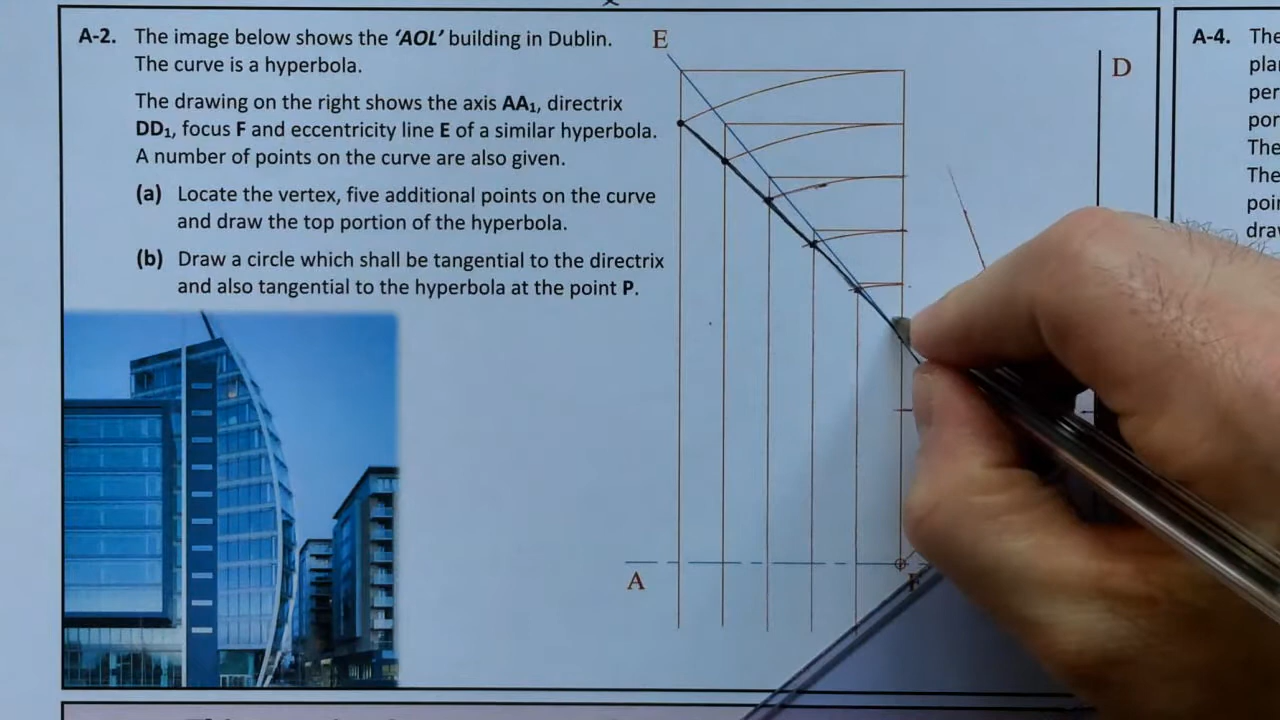 A-2. The image below shows the ‘AOL’ building in Dublin.
The curve is a hyperbola.
The drawing on the right shows the axis AA₁, directrix
DD₁, focus F and eccentricity line E of a similar hyperbola.
A number of points on the curve are also given.
(a) Locate the vertex, five additional points on the curve
and draw the top portion of the hyperbola.
(b) Draw a circle which shall be tangential to the directrix
and also tangential to the hyperbola at the point P.
E
D
A
A-4. The
The